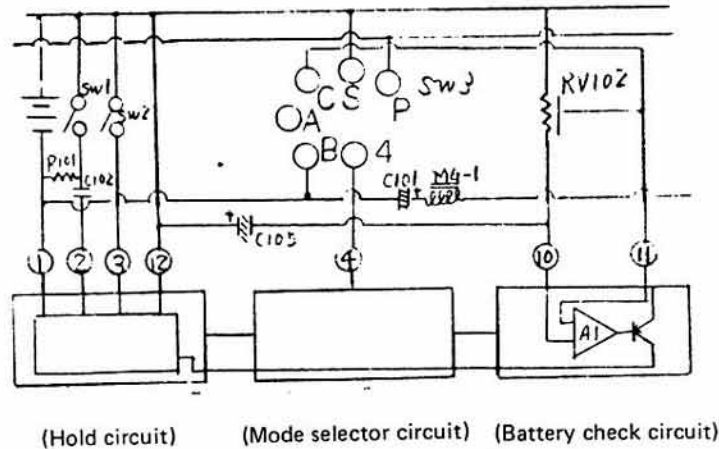 SW1
SW2
R101
C102
C S P
SW3
A
B 4
RV102
C101 + M4-1
+ C105
1 2 3 12 4 10 11
A1
(Hold circuit) (Mode selector circuit) (Battery check circuit)